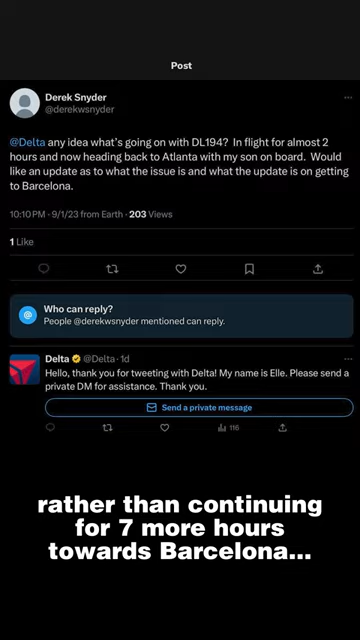 Post
Derek Snyder
@derekwsnyder
@Delta any idea what's going on with DL194? In flight for almost 2
hours and now heading back to Atlanta with my son on board. Would
like an update as to what the issue is and what the update is on getting
to Barcelona.
10:10 PM · 9/1/23 from Earth · 203 Views
1 Like
Who can reply?
People @derekwsnyder mentioned can reply.
Delta @Delta · 1d
Hello, thank you for tweeting with Delta! My name is Elle. Please send a
private DM for assistance. Thank you.
Send a private message
116
rather than continuing
for 7 more hours
towards Barcelona...